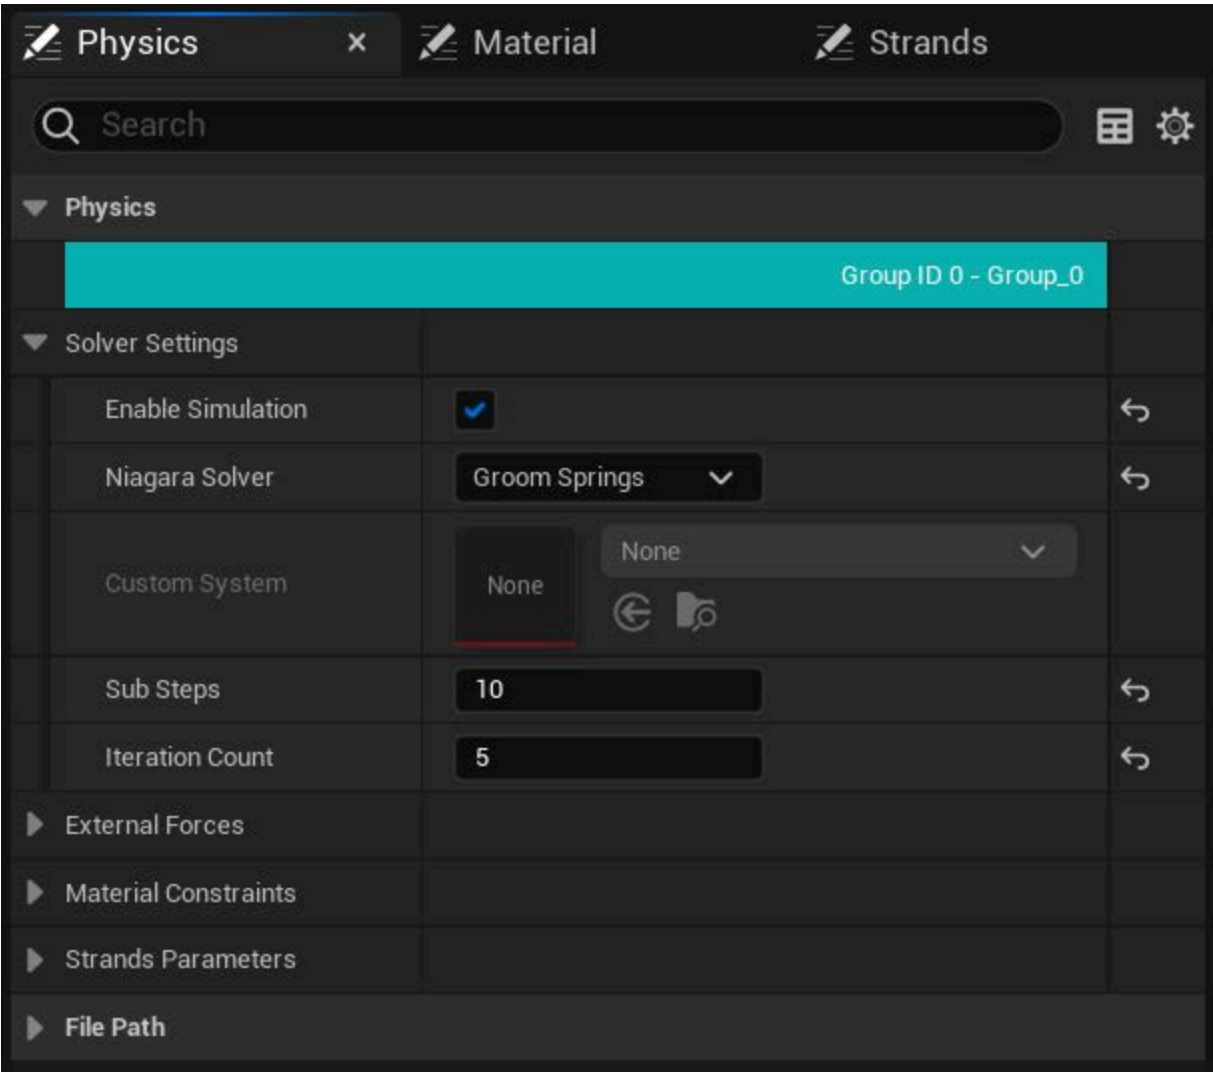 Physics
Material
Strands
Search
Physics
Group ID 0 - Group_0
Solver Settings
Enable Simulation
Niagara Solver
Groom Springs
Custom System
None
None
Sub Steps
10
Iteration Count
5
External Forces
Material Constraints
Strands Parameters
File Path